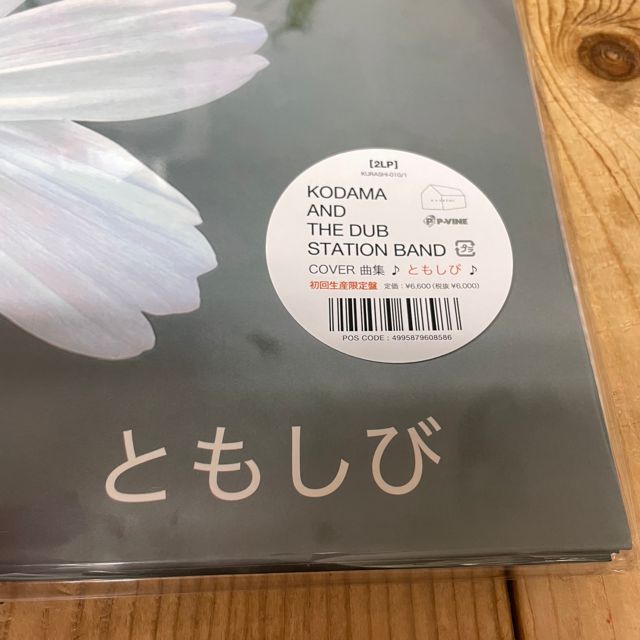 [2LP]
KURASHI-010/1
KODAMA
AND
THE DUB
STATION BAND
P-VINE
COVER 曲集 ♪ ともしび ♪
初回生産限定盤 定価：¥6,600（税抜 ¥6,000）
POS CODE : 4995879608586
ともしび